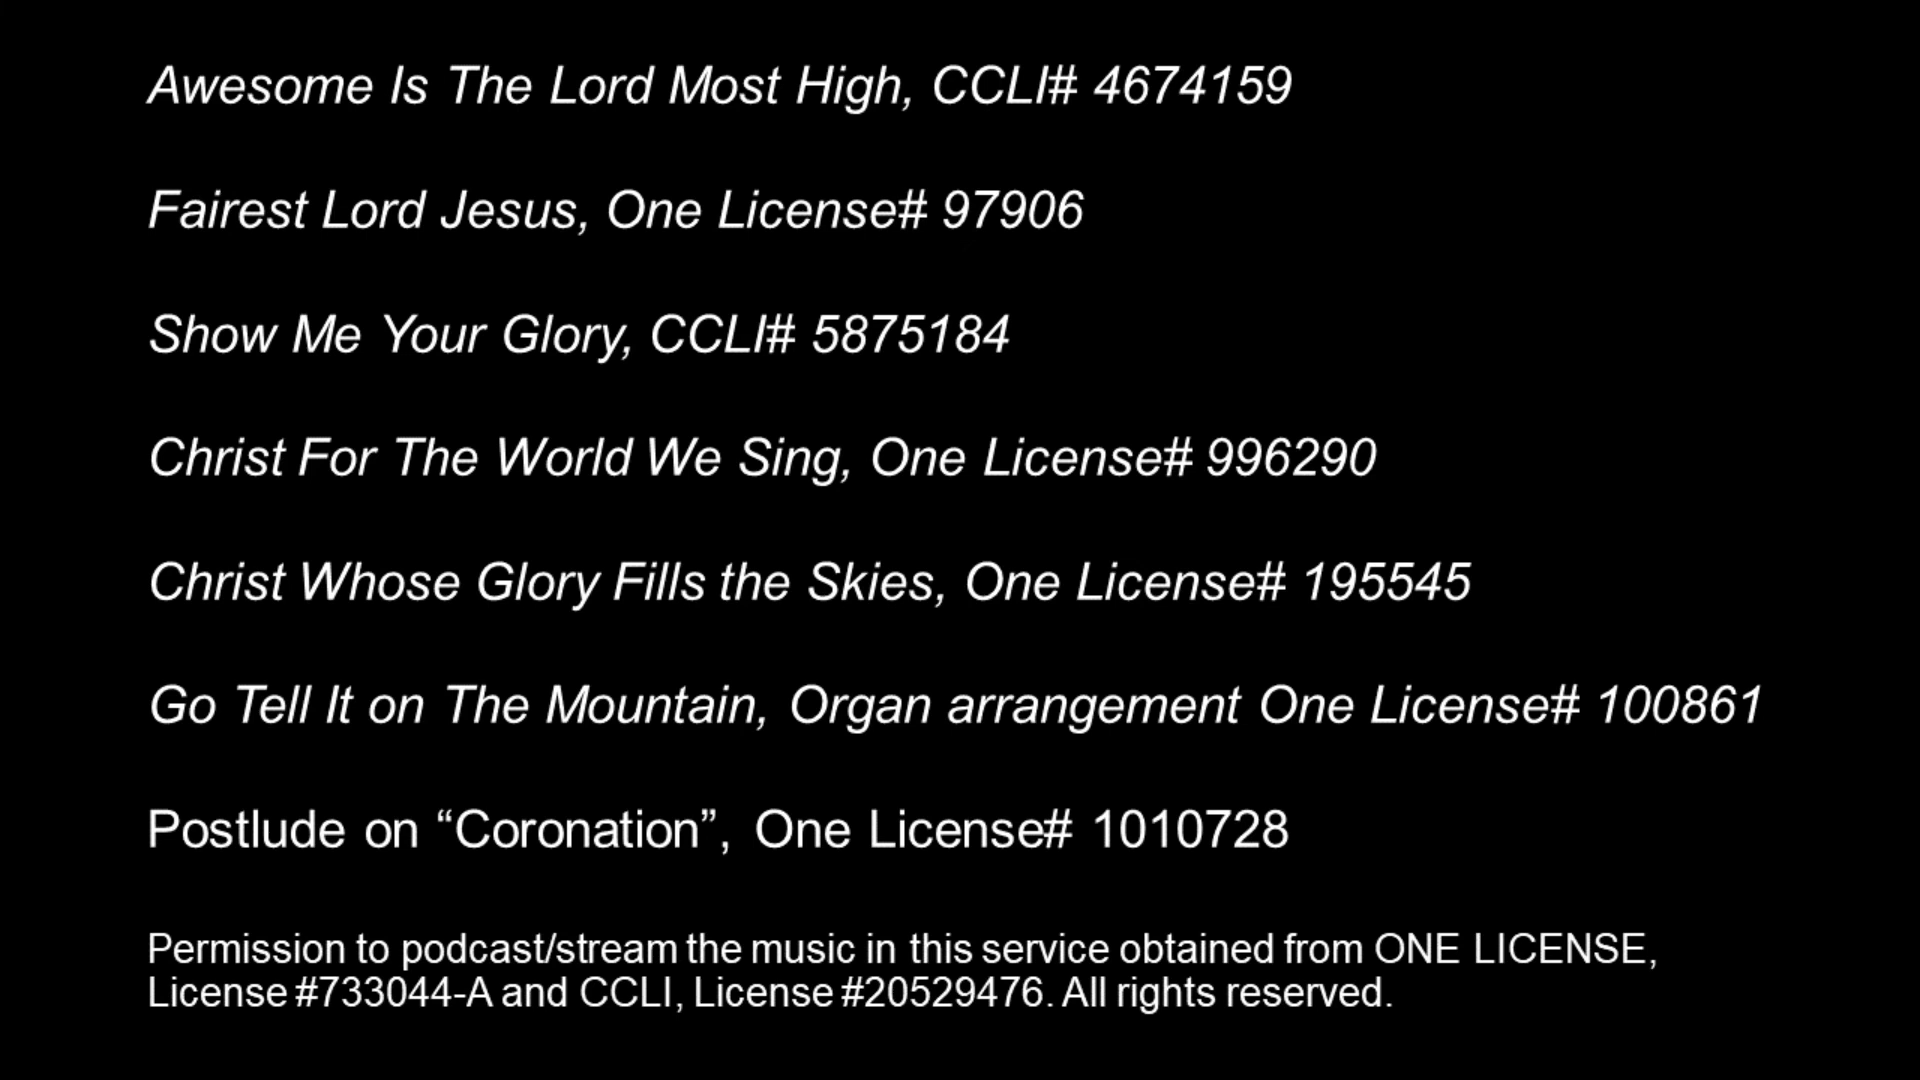 Awesome Is The Lord Most High, CCLI# 4674159
Fairest Lord Jesus, One License# 97906
Show Me Your Glory, CCLI# 5875184
Christ For The World We Sing, One License# 996290
Christ Whose Glory Fills the Skies, One License# 195545
Go Tell It on The Mountain, Organ arrangement One License# 100861
Postlude on “Coronation”, One License# 1010728
Permission to podcast/stream the music in this service obtained from ONE LICENSE,
License #733044-A and CCLI, License #20529476. All rights reserved.